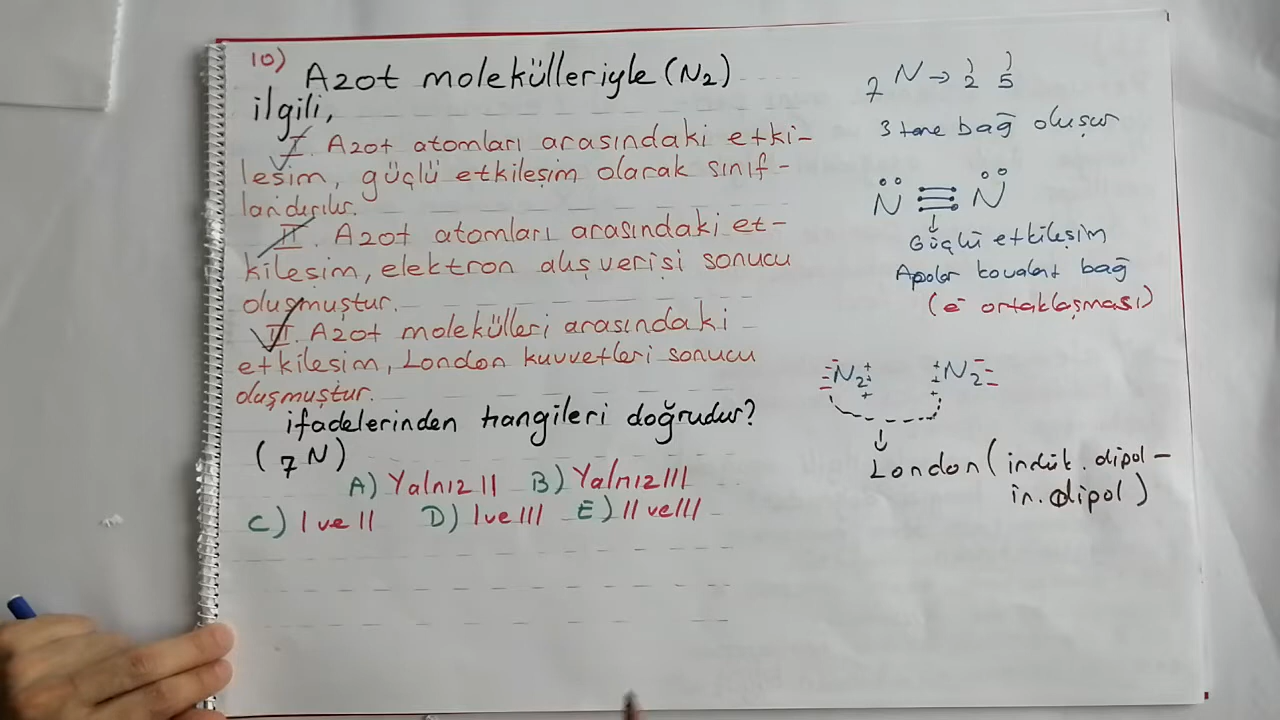 10)
Azot molekülleriyle (N2)
ilgili,
I. Azot atomları arasındaki etki-
leşim, güçlü etkileşim olarak sınıf-
landırılır.
II. Azot atomları arasındaki et-
kileşim, elektron alışverişi sonucu
oluşmuştur.
III. Azot molekülleri arasındaki
etkileşim, London kuvvetleri sonucu
oluşmuştur.
ifadelerinden hangileri doğrudur?
(7N)
A) Yalnız II B) Yalnız III
C) I ve II D) I ve III E) II ve III
7N → 2) 5)
3 tane bağ oluşur
N ≡ N
Güçlü etkileşim
Apolar kovalent bağ
(e⁻ ortaklaşması)
N2 N2
London (indük. dipol -
in. dipol)